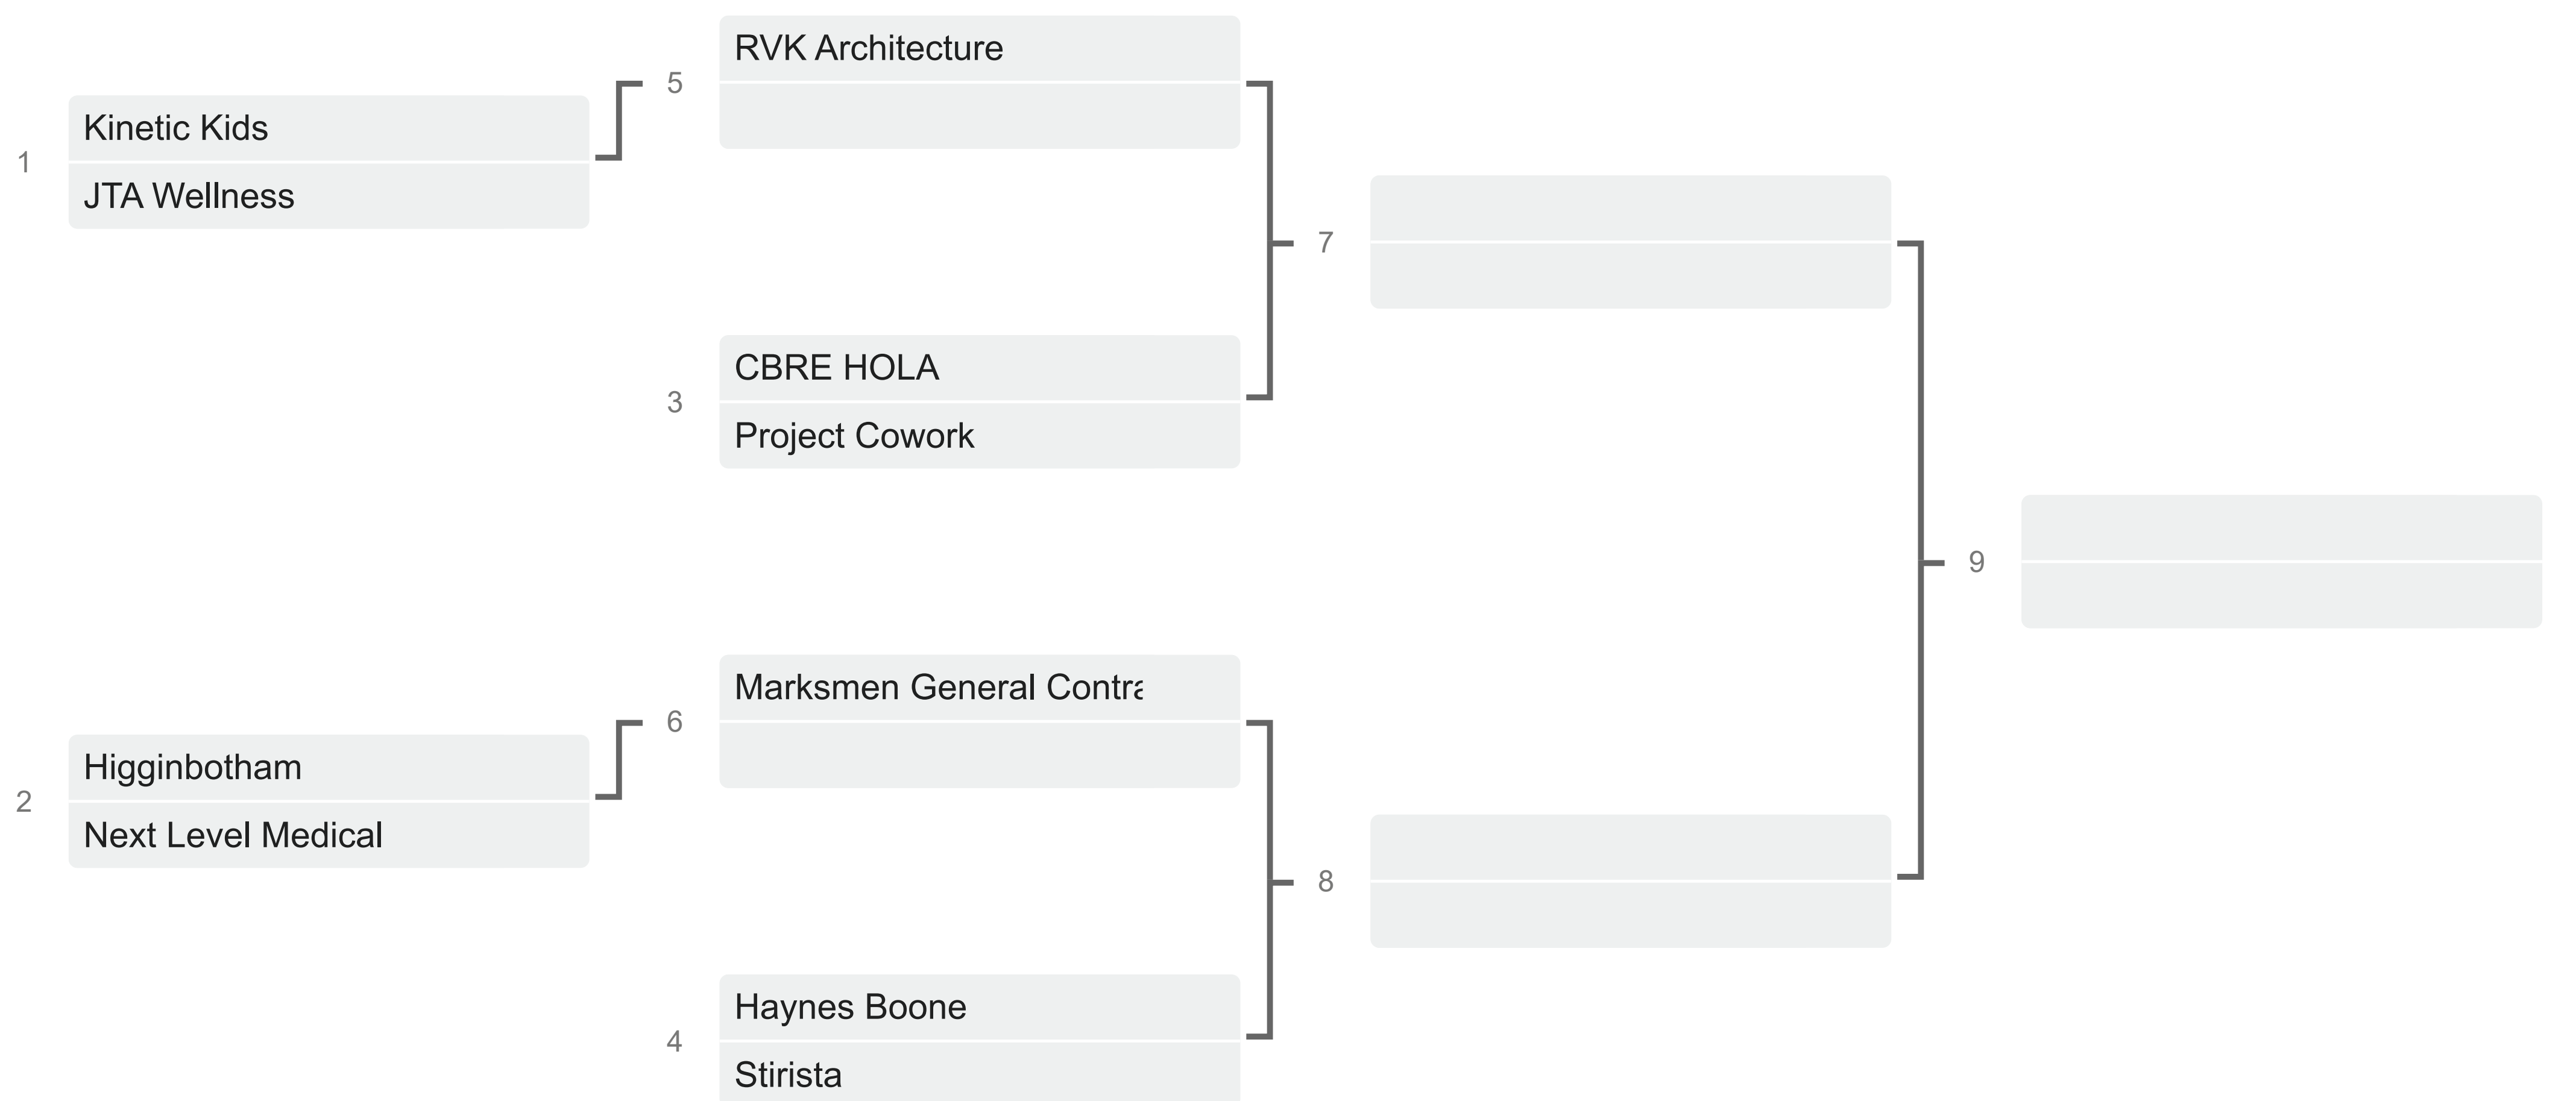 RVK Architecture
5
Kinetic Kids
1
JTA Wellness
7
CBRE HOLA
3
Project Cowork
9
Marksmen General Contra
6
Higginbotham
2
Next Level Medical
8
Haynes Boone
4
Stirista